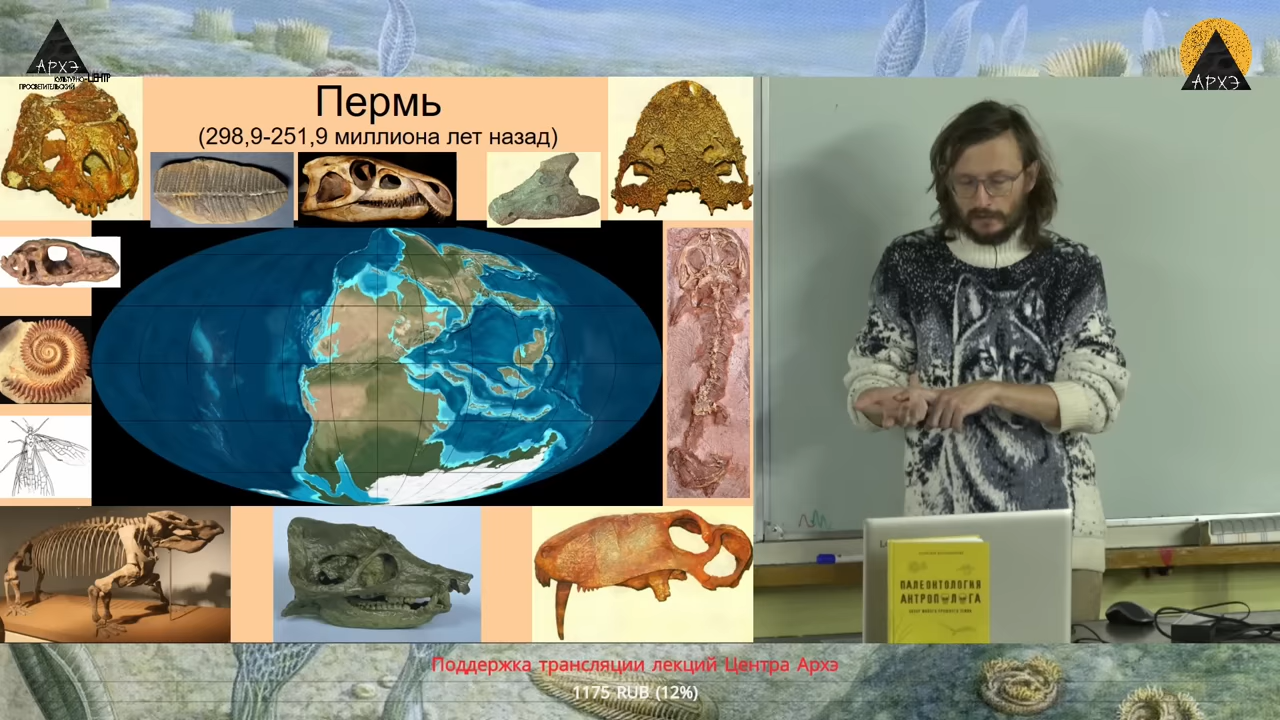 АРХЭ
КУЛЬТУРНО-ЦЕНТР
ПРОСВЕТИТЕЛЬСКИЙ
АРХЭ
Пермь
(298,9-251,9 миллиона лет назад)
ПАЛЕОНТОЛОГИЯ
АНТРОПОЛОГА
Поддержка трансляции лекций Центра Архэ
1175 RUB (12%)